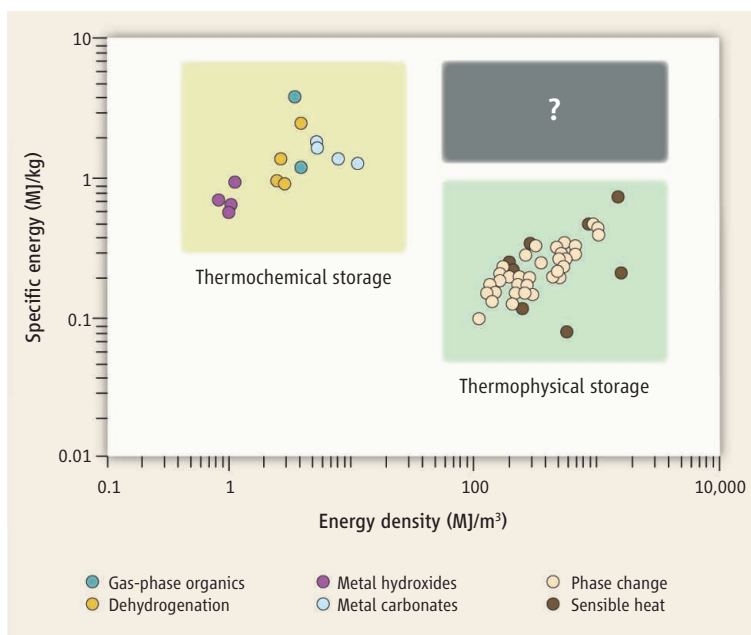 10
1
0.1
0.01
Specific energy (MJ/kg)
?
Thermochemical storage
Thermophysical storage
0.1 1 100 10,000
Energy density (MJ/m³)
Gas-phase organics Metal hydroxides Phase change
Dehydrogenation Metal carbonates Sensible heat